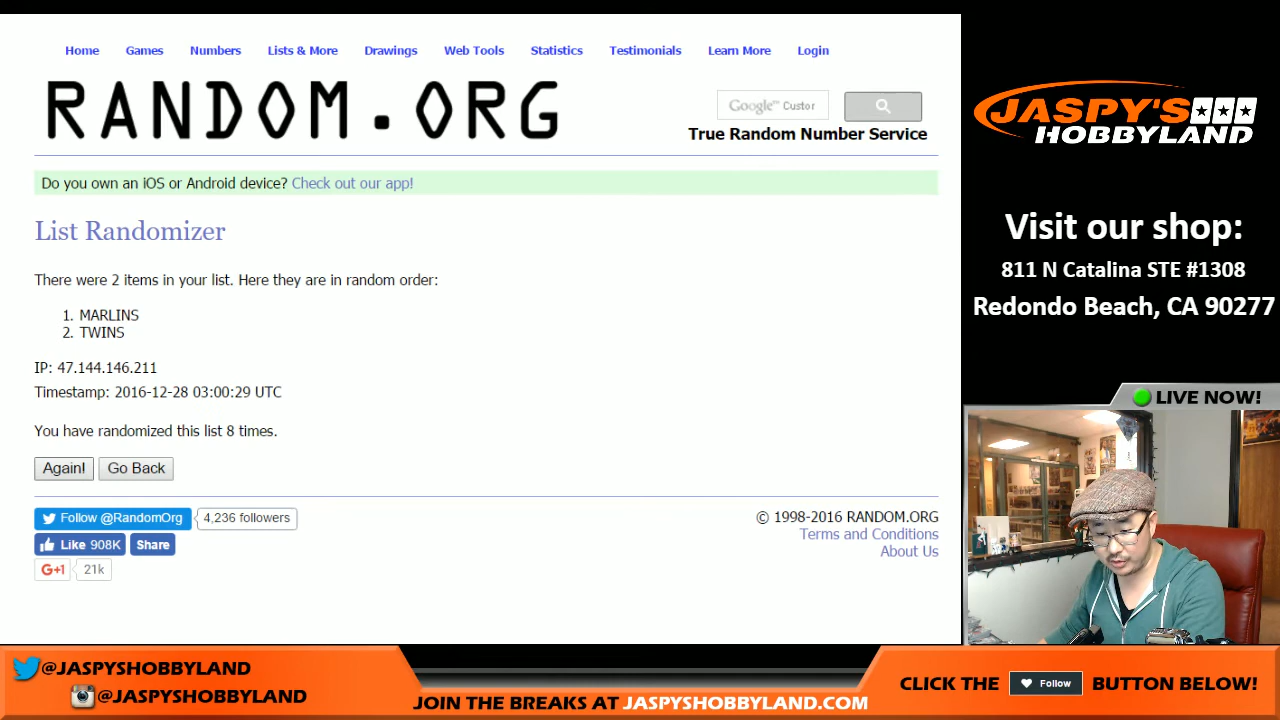 Home Games Numbers Lists & More Drawings Web Tools Statistics Testimonials Learn More Login
RANDOM.ORG
Google™ Custor
True Random Number Service
Do you own an iOS or Android device? Check out our app!
List Randomizer
There were 2 items in your list. Here they are in random order:
1. MARLINS
2. TWINS
IP: 47.144.146.211
Timestamp: 2016-12-28 03:00:29 UTC
You have randomized this list 8 times.
Again! Go Back
Follow @RandomOrg 4,236 followers
Like 908K Share
G+1 21k
© 1998-2016 RANDOM.ORG
Terms and Conditions
About Us
JASPY'S
HOBBYLAND
Visit our shop:
811 N Catalina STE #1308
Redondo Beach, CA 90277
LIVE NOW!
@JASPYSHOBBYLAND
@JASPYSHOBBYLAND
JOIN THE BREAKS AT JASPYSHOBBYLAND.COM
CLICK THE Follow BUTTON BELOW!